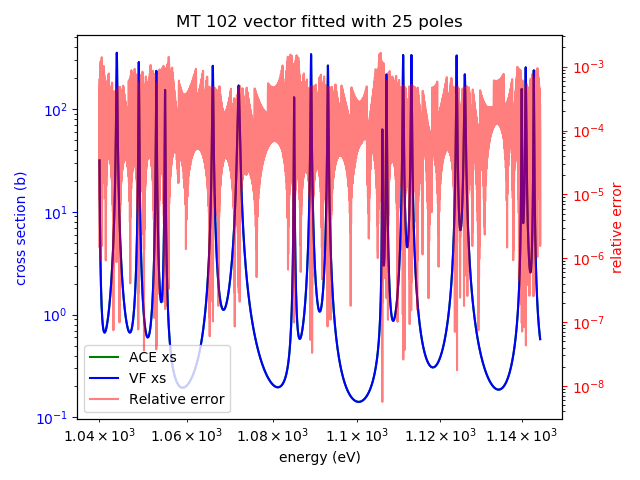 MT 102 vector fitted with 25 poles
cross section (b)
10²
10¹
10⁰
10⁻¹
10⁻³
10⁻⁴
10⁻⁵
10⁻⁶
10⁻⁷
10⁻⁸
relative error
ACE xs
VF xs
Relative error
1.04 × 10³ 1.06 × 10³ 1.08 × 10³ 1.1 × 10³ 1.12 × 10³ 1.14 × 10³
energy (eV)